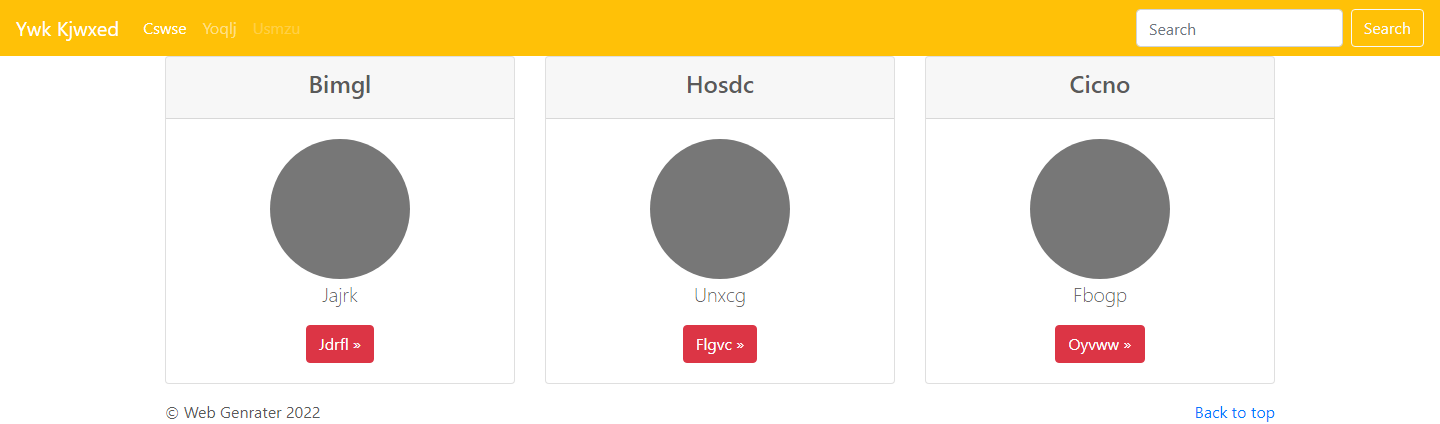 Ywk Kjwxed Cswse Yoqlj Usmzu Search Search
Bimgl Hosdc Cicno
Jajrk Unxcg Fbogp
Jdrfl » Flgvc » Oyvww »
© Web Genrater 2022 Back to top